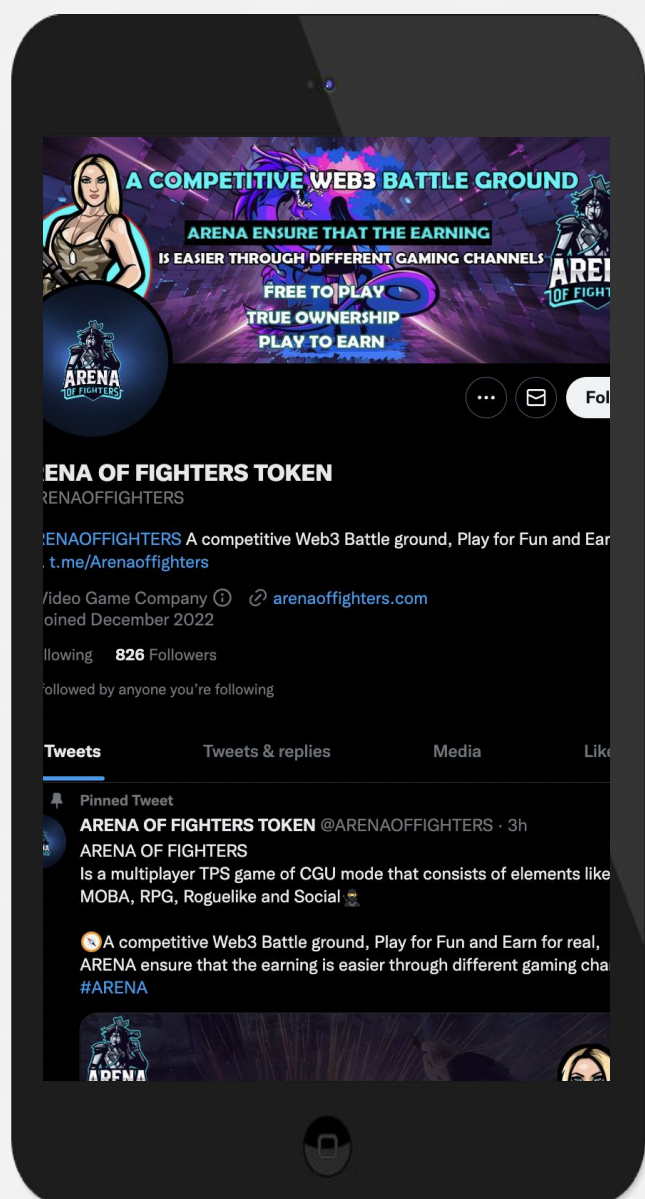 A COMPETITIVE WEB3 BATTLE GROUND
ARENA ENSURE THAT THE EARNING
IS EASIER THROUGH DIFFERENT GAMING CHANNELS
FREE TO PLAY
TRUE OWNERSHIP
PLAY TO EARN
AREN
OF FIGHT
ARENA
OF FIGHTERS
Fol
ENA OF FIGHTERS TOKEN
RENAOFFIGHTERS
RENAOFFIGHTERS A competitive Web3 Battle ground, Play for Fun and Ear
. t.me/Arenaoffighters
Video Game Company arenaoffighters.com
oined December 2022
llowing 826 Followers
followed by anyone you're following
Tweets Tweets & replies Media Like
Pinned Tweet
ARENA OF FIGHTERS TOKEN @ARENAOFFIGHTERS · 3h
ARENA OF FIGHTERS
Is a multiplayer TPS game of CGU mode that consists of elements like
MOBA, RPG, Roguelike and Social
A competitive Web3 Battle ground, Play for Fun and Earn for real,
ARENA ensure that the earning is easier through different gaming cha
#ARENA
ARENA